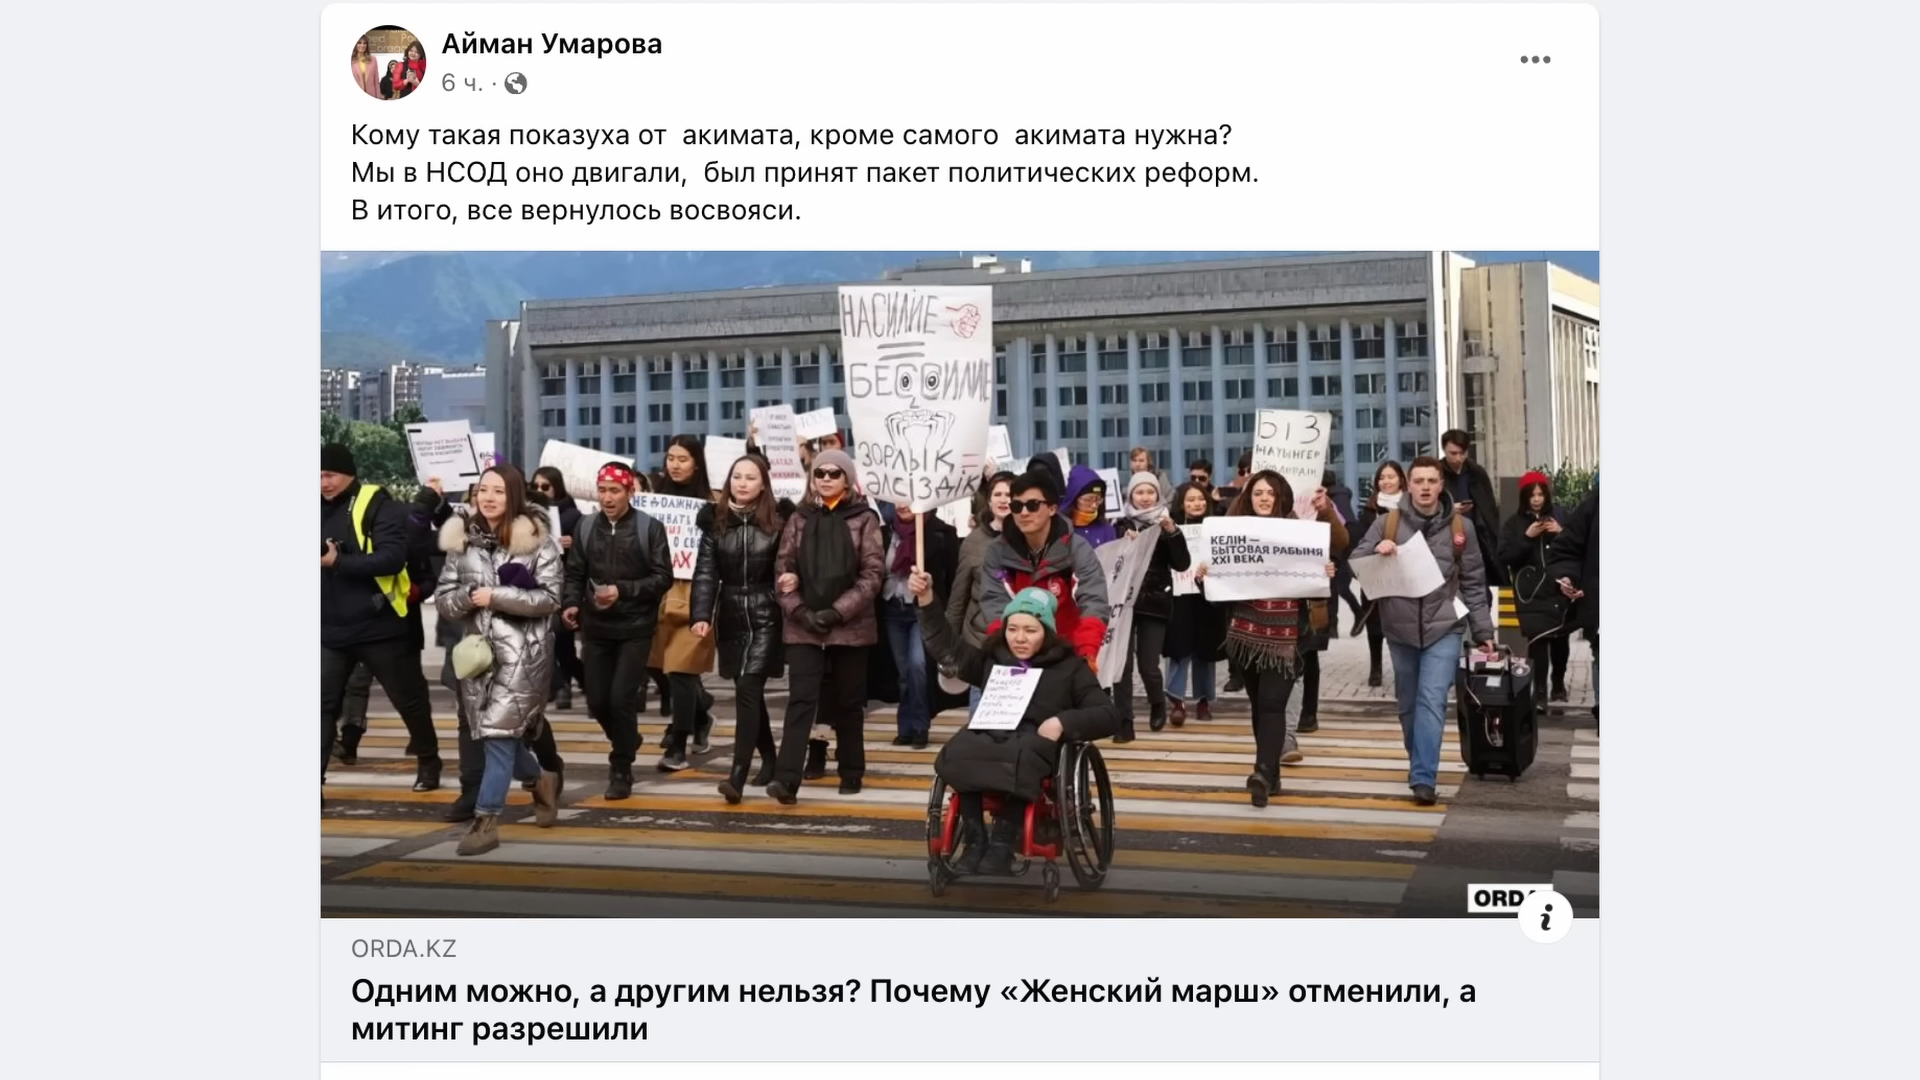 Айман Умарова
6 ч. ·
Кому такая показуха от  акимата, кроме самого  акимата нужна?
Мы в НСОД оно двигали,  был принят пакет политических реформ.
В итого, все вернулось восвояси.
НАСИЛИЕ
=
БЕССИЛИЕ
ЗОРЛЫҚ =
ӘЛСІЗДІК
БІЗ
НЕ ДОЛЖНА
КЕЛІН —
БЫТОВАЯ РАБЫНЯ
XXI ВЕКА
ORDA.KZ
Одним можно, а другим нельзя? Почему «Женский марш» отменили, а
митинг разрешили